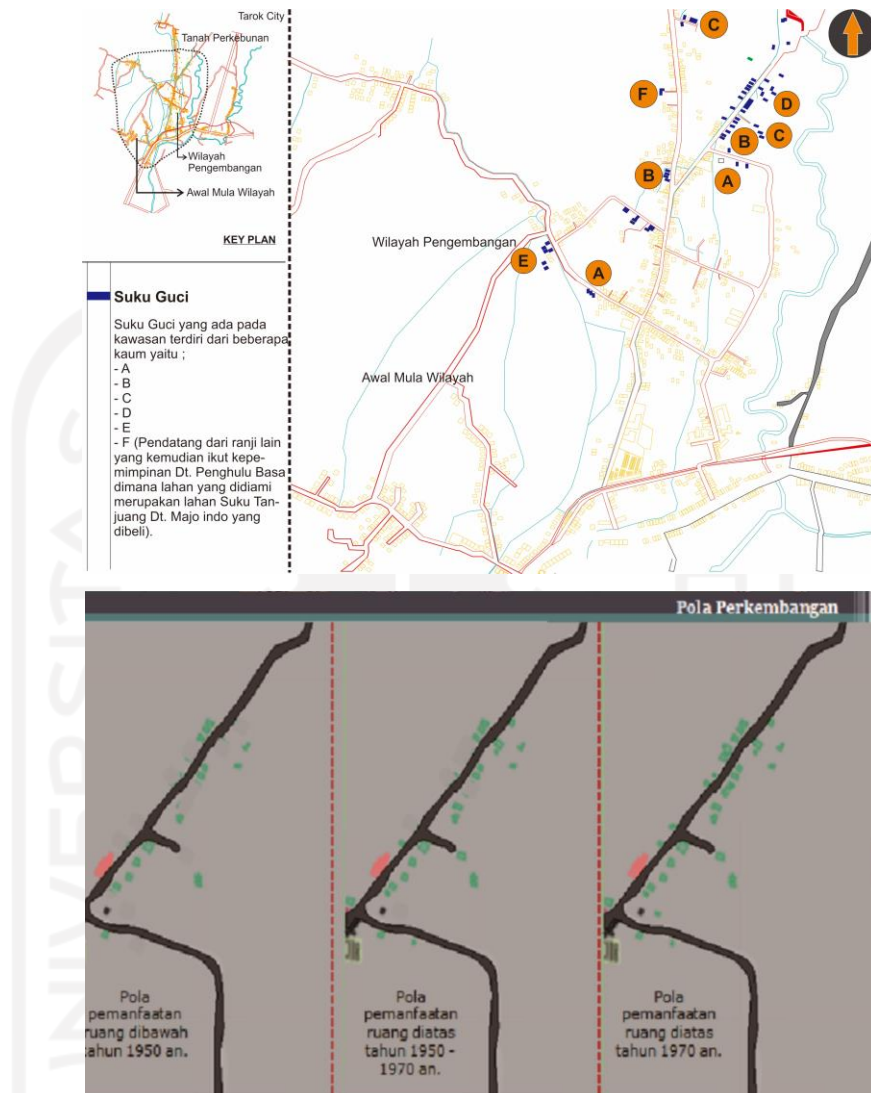 Tarok City
Tanah Perkebunan
Wilayah
Pengembangan
Awal Mula Wilayah
KEY PLAN
Suku Guci
Suku Guci yang ada pada
kawasan terdiri dari beberapa
kaum yaitu ;
- A
- B
- C
- D
- E
- F (Pendatang dari ranji lain
yang kemudian ikut kepe-
mimpinan Dt. Penghulu Basa
dimana lahan yang didiami
merupakan lahan Suku Tan-
juang Dt. Majo indo yang
dibeli).
C
F
D
C
B
A
B
Wilayah Pengembangan
E
A
Awal Mula Wilayah
UNIVERSITAS
Pola Perkembangan
Pola
pemanfaatan
ruang dibawah
tahun 1950 an.
Pola
pemanfaatan
ruang diatas
tahun 1950 -
1970 an.
Pola
pemanfaatan
ruang diatas
tahun 1970 an.